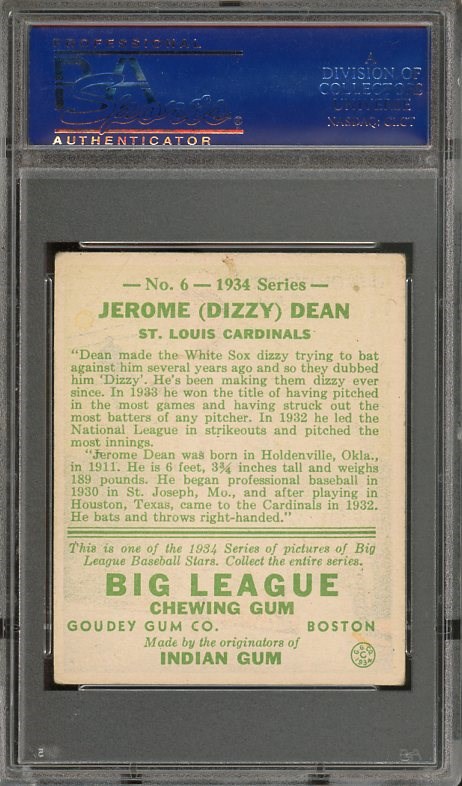 PROFESSIONAL
PSA
Sports
AUTHENTICATOR
A
DIVISION OF
COLLECTORS
UNIVERSE
NASDAQ: CLCT
— No. 6 — 1934 Series —
JEROME (DIZZY) DEAN
ST. LOUIS CARDINALS
"Dean made the White Sox dizzy trying to bat
against him several years ago and so they dubbed
him 'Dizzy'. He's been making them dizzy ever
since. In 1933 he won the title of having pitched
in the most games and having struck out the
most batters of any pitcher. In 1932 he led the
National League in strikeouts and pitched the
most innings.
"Jerome Dean was born in Holdenville, Okla.,
in 1911. He is 6 feet, 3¾ inches tall and weighs
189 pounds. He began professional baseball in
1930 in St. Joseph, Mo., and after playing in
Houston, Texas, came to the Cardinals in 1932.
He bats and throws right-handed."
This is one of the 1934 Series of pictures of Big
League Baseball Stars. Collect the entire series.
BIG LEAGUE
CHEWING GUM
GOUDEY GUM CO. BOSTON
Made by the originators of
INDIAN GUM